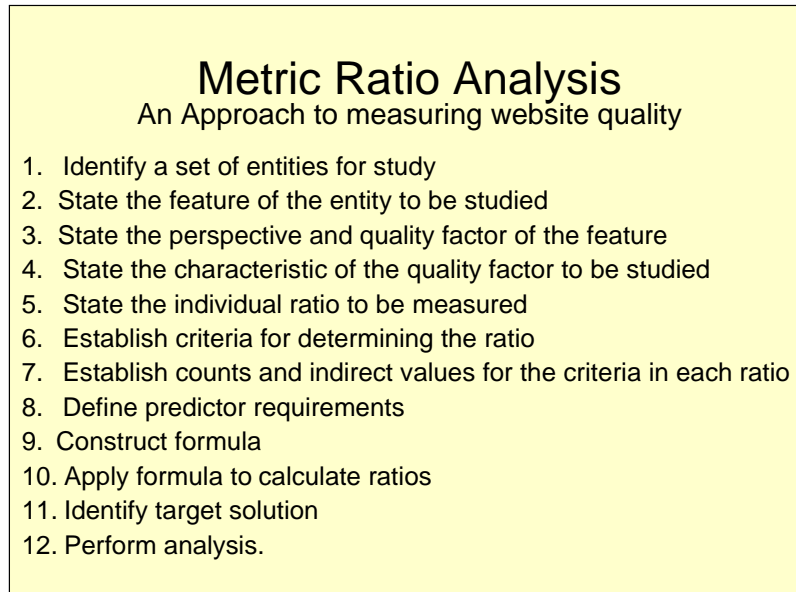 Metric Ratio Analysis
An Approach to measuring website quality
1. Identify a set of entities for study
2. State the feature of the entity to be studied
3. State the perspective and quality factor of the feature
4. State the characteristic of the quality factor to be studied
5. State the individual ratio to be measured
6. Establish criteria for determining the ratio
7. Establish counts and indirect values for the criteria in each ratio
8. Define predictor requirements
9. Construct formula
10. Apply formula to calculate ratios
11. Identify target solution
12. Perform analysis.